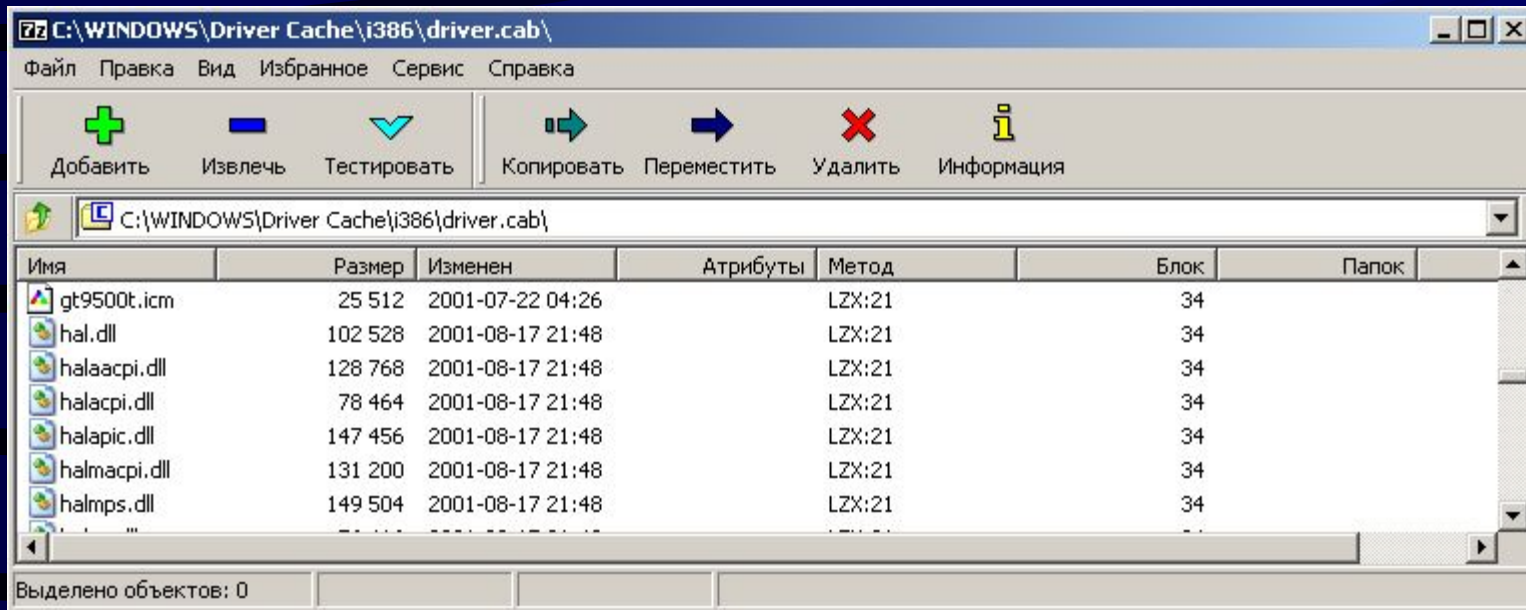 C:\WINDOWS\Driver Cache\i386\driver.cab\
Файл Правка Вид Избранное Сервис Справка
Добавить Извлечь Тестировать Копировать Переместить Удалить Информация
C:\WINDOWS\Driver Cache\i386\driver.cab\
Имя Размер Изменен Атрибуты Метод Блок Папок
gt9500t.icm 25 512 2001-07-22 04:26 LZX:21 34
hal.dll 102 528 2001-08-17 21:48 LZX:21 34
halaacpi.dll 128 768 2001-08-17 21:48 LZX:21 34
halacpi.dll 78 464 2001-08-17 21:48 LZX:21 34
halapic.dll 147 456 2001-08-17 21:48 LZX:21 34
halmacpi.dll 131 200 2001-08-17 21:48 LZX:21 34
halmps.dll 149 504 2001-08-17 21:48 LZX:21 34
Выделено объектов: 0